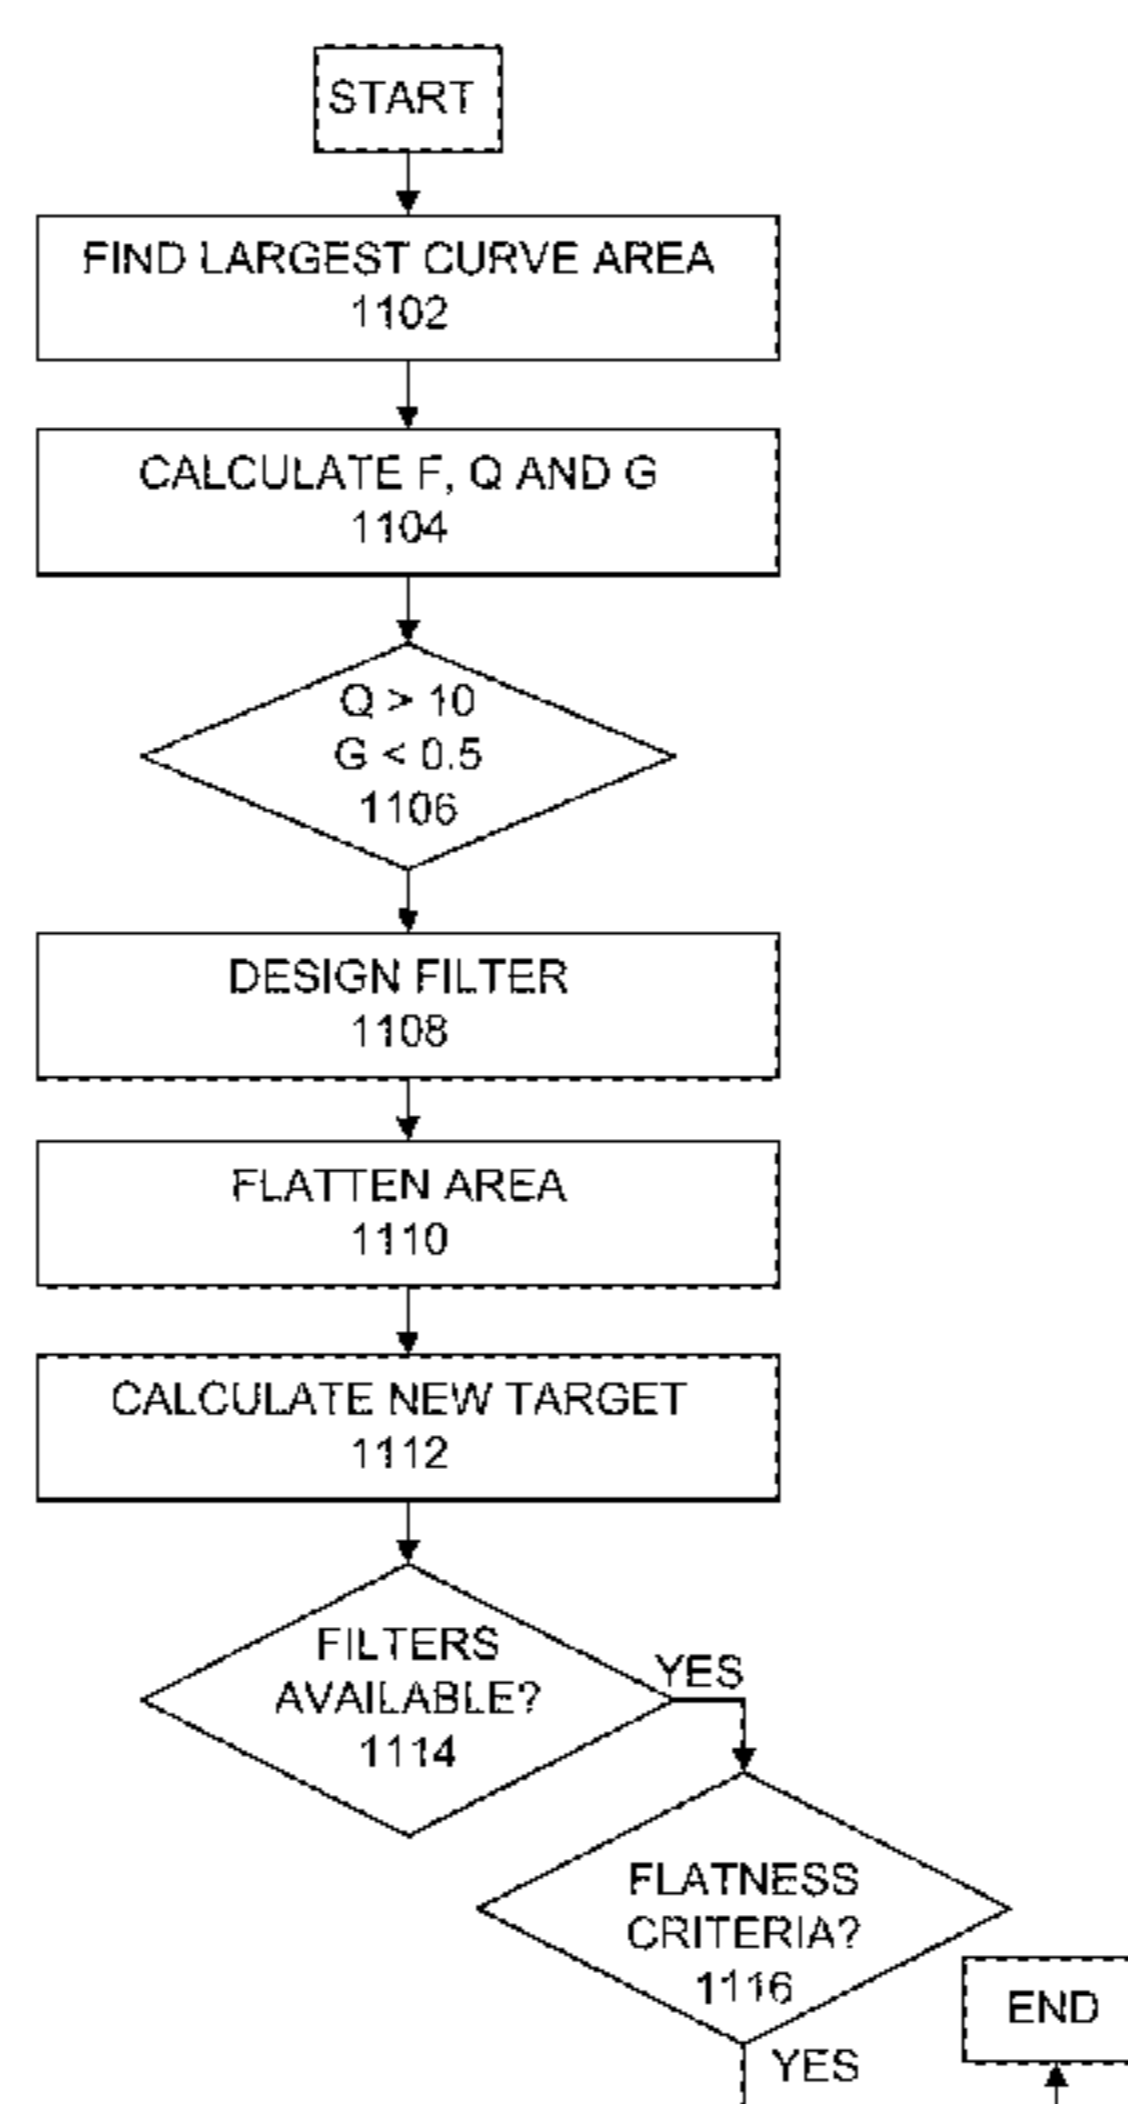 START
FIND LARGEST CURVE AREA
1102
CALCULATE F, Q AND G
1104
Q > 10
G < 0.5
1106
DESIGN FILTER
1108
FLATTEN AREA
1110
CALCULATE NEW TARGET
1112
FILTERS
AVAILABLE?
1114
YES
FLATNESS
CRITERIA?
1116
END
YES